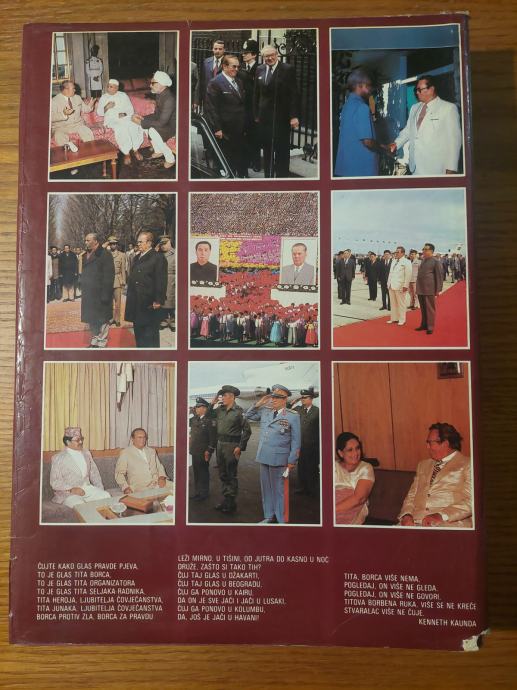 ČUJTE KAKO GLAS PRAVDE PJEVA.
TO JE GLAS TITA BORCA,
TO JE GLAS TITA ORGANIZATORA
TO JE GLAS TITA SELJAKA-RADNIKA,
TITA HEROJA, LJUBITELJA ČOVJEČANSTVA,
TITA JUNAKA, LJUBITELJA ČOVJEČANSTVA
BORCA PROTIV ZLA, BORCA ZA PRAVDU
LEŽI MIRNO, U TIŠINI, OD JUTRA DO KASNO U NOĆ
DRUŽE, ZAŠTO SI TAKO TIH?
ČUJ TAJ GLAS U DŽAKARTI,
ČUJ TAJ GLAS U BEOGRADU,
ČUJ GA PONOVO U KAIRU,
DA ON JE SVE JAČI I JAČI U LUSAKI,
ČUJ GA PONOVO U KOLUMBU,
DA, JOŠ JE JAČI U HAVANI!
TITA, BORCA VIŠE NEMA,
POGLEDAJ, ON VIŠE NE GLEDA,
POGLEDAJ, ON VIŠE NE GOVORI,
TITOVA BORBENA RUKA, VIŠE SE NE KREĆE
STVARALAC VIŠE NE ČUJE.
KENNETH KAUNDA